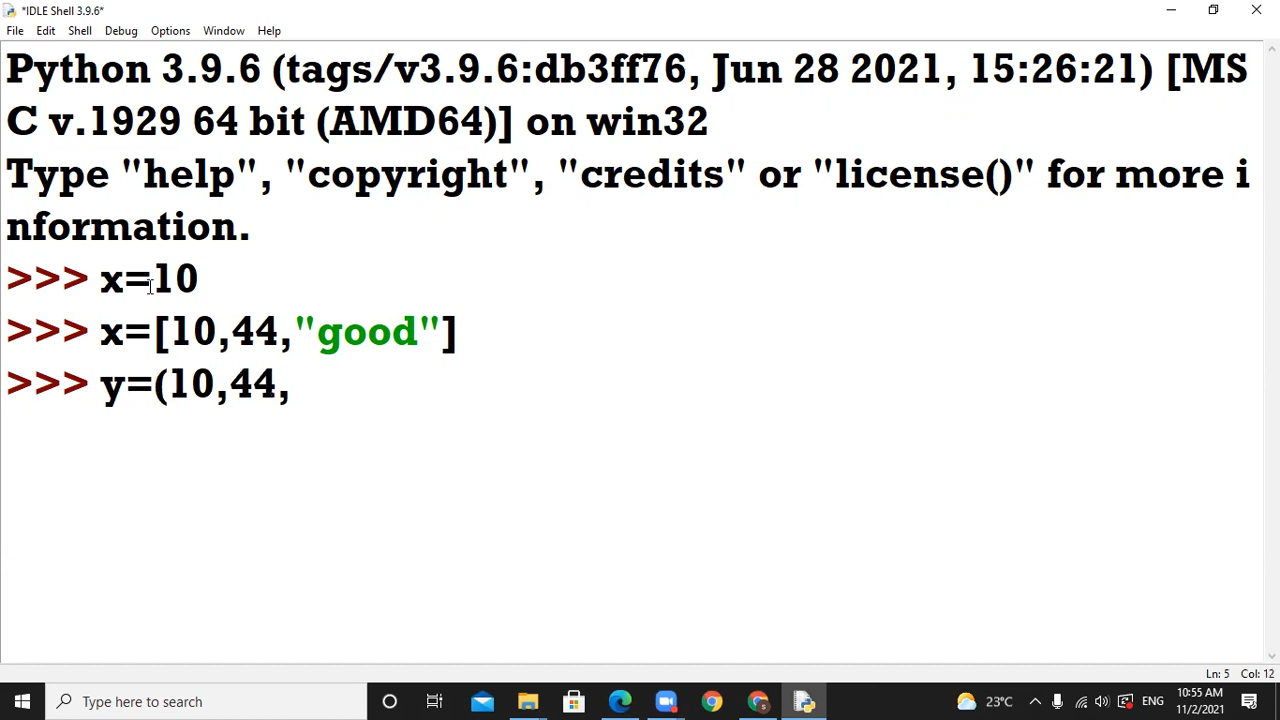 *IDLE Shell 3.9.6*
File Edit Shell Debug Options Window Help
Python 3.9.6 (tags/v3.9.6:db3ff76, Jun 28 2021, 15:26:21) [MS
C v.1929 64 bit (AMD64)] on win32
Type "help", "copyright", "credits" or "license()" for more i
nformation.
>>> x=10
>>> x=[10,44,"good"]
>>> y=(10,44,
Ln: 5 Col: 12
Type here to search
23°C
ENG
10:55 AM
11/2/2021